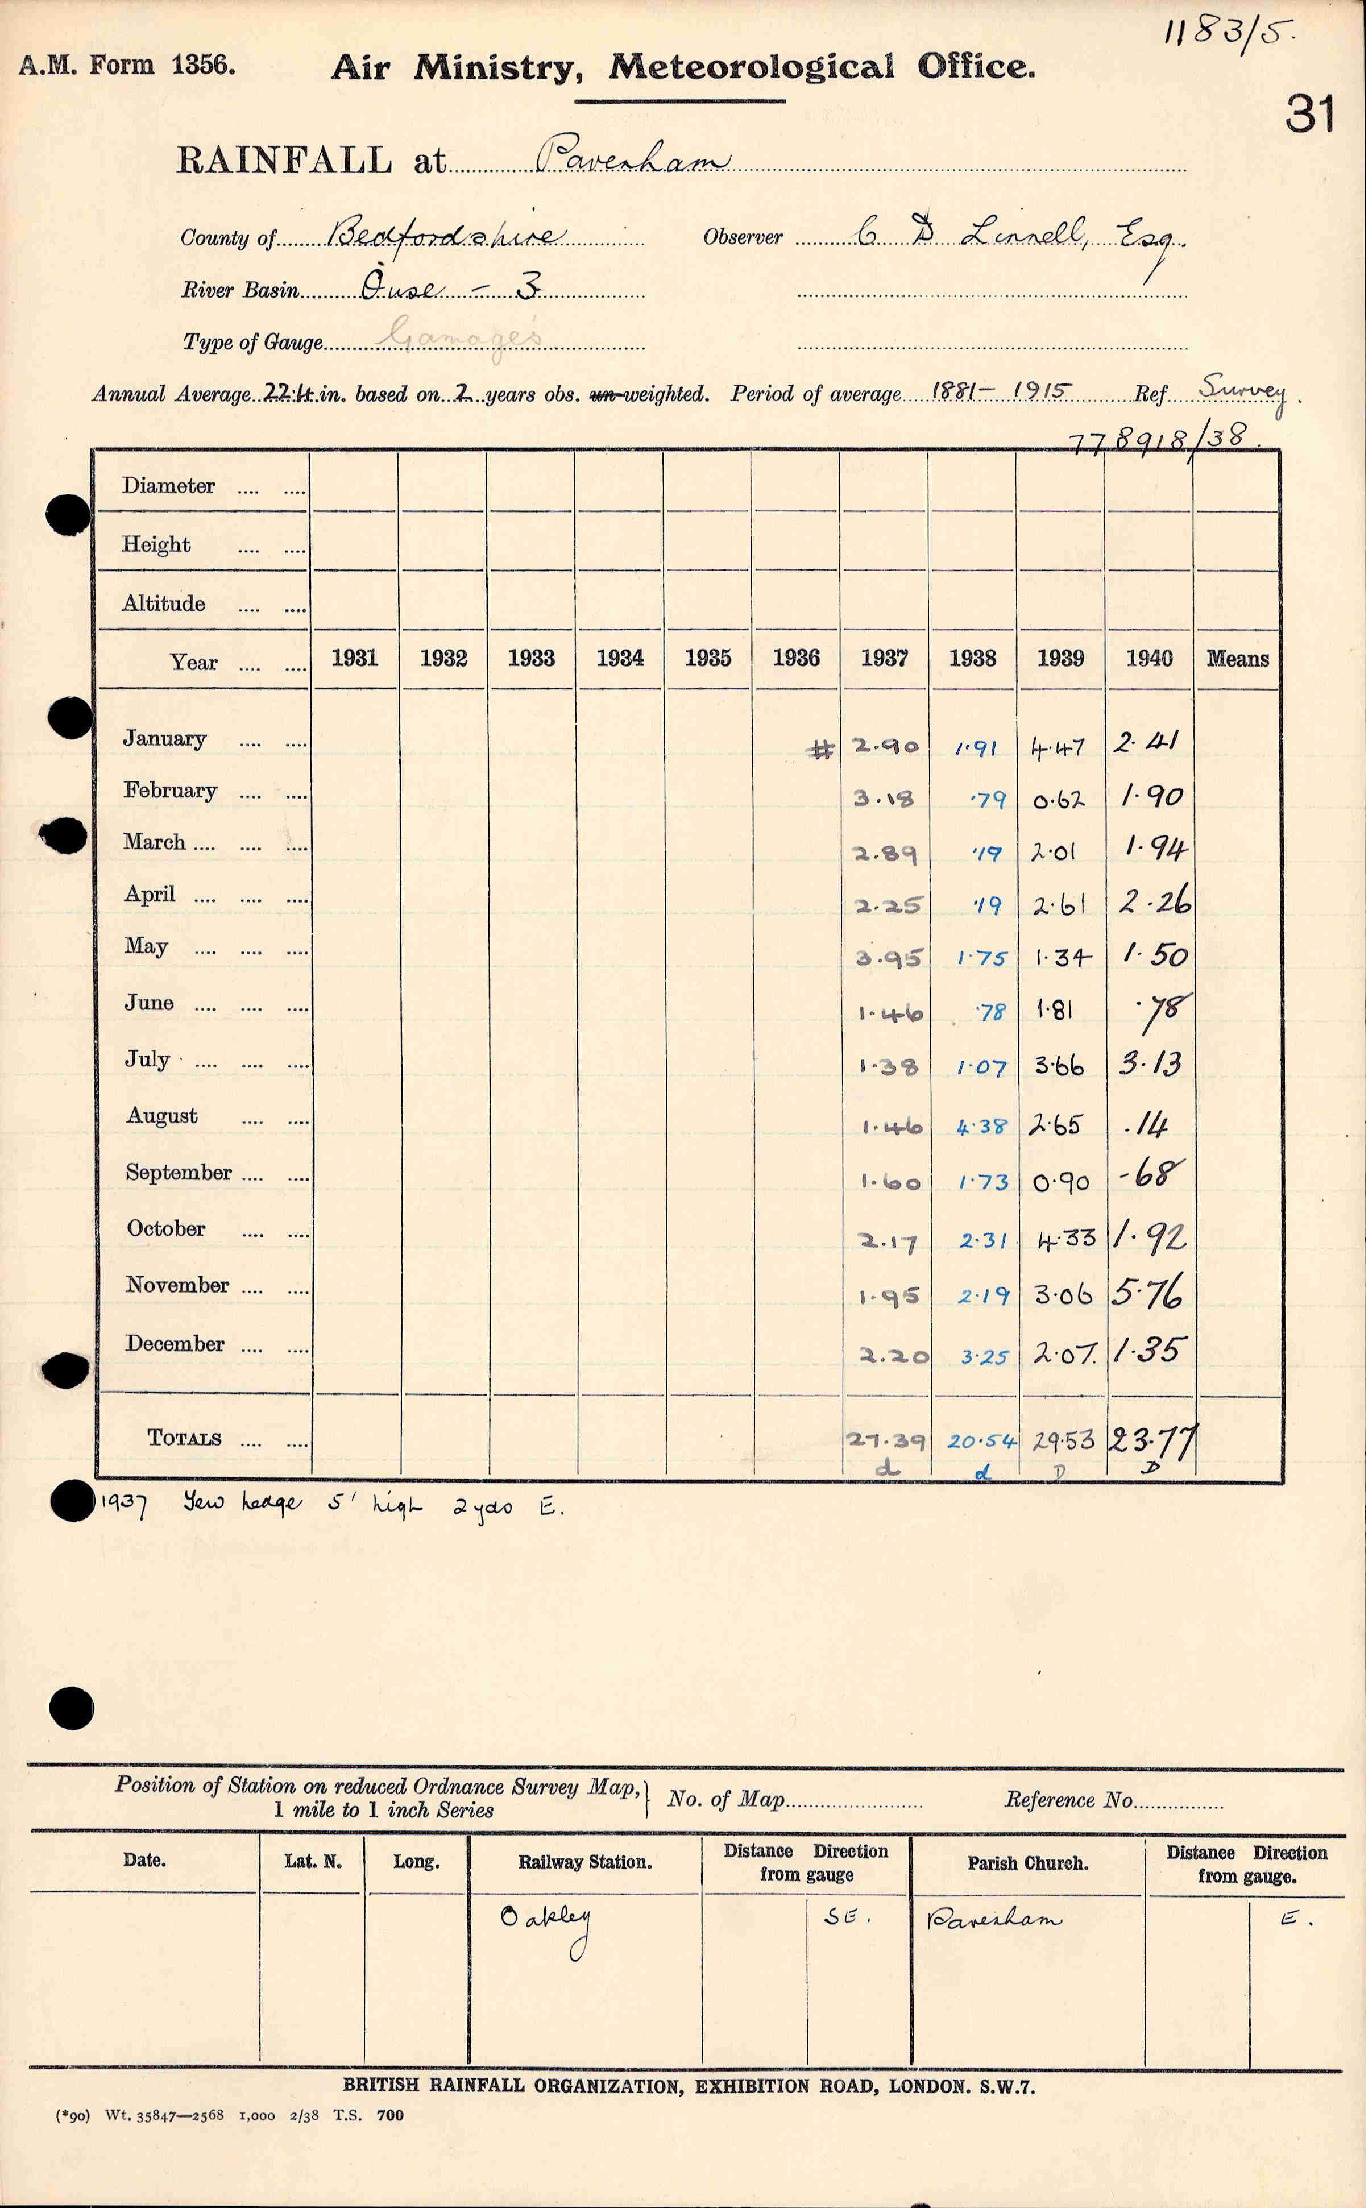 1183/5.
A.M. Form 1356. Air Ministry, Meteorological Office.
31
RAINFALL at Pavenham
County of Bedfordshire Observer C D Linnell, Esq.
River Basin Ouse - 3
Type of Gauge Gamage's
Annual Average 22.4 in. based on 2 years obs. un-weighted. Period of average 1881 - 1915 Ref Survey.
778918/38.
Diameter .... ....
Height .... ....
Altitude .... ....
Year .... .... 1931 1932 1933 1934 1935 1936 1937 1938 1939 1940 Means
January .... .... # 2.90 1.91 4.47 2.41
February .... .... 3.18 .79 0.62 1.90
March .... .... .... 2.89 .19 2.01 1.94
April .... .... .... 2.25 .19 2.61 2.26
May .... .... .... 3.95 1.75 1.34 1.50
June .... .... .... 1.46 .78 1.81 .78
July .... .... .... 1.38 1.07 3.66 3.13
August .... .... 1.46 4.38 2.65 .14
September .... .... 1.60 1.73 0.90 .68
October .... .... 2.17 2.31 4.33 1.92
November .... .... 1.95 2.19 3.06 5.76
December .... .... 2.20 3.25 2.07. 1.35
TOTALS .... .... 27.39 20.54 29.53 23.77
d d D D
1937 Yew hedge 5' high 2 yds E.
Position of Station on reduced Ordnance Survey Map, 1 mile to 1 inch Series } No. of Map Reference No.
Date. Lat. N. Long. Railway Station. Distance Direction from gauge Parish Church. Distance Direction from gauge.
Oakley SE. Pavenham E.
BRITISH RAINFALL ORGANIZATION, EXHIBITION ROAD, LONDON. S.W.7.
(*90) Wt. 35847—2568 1,000 2/38 T.S. 700